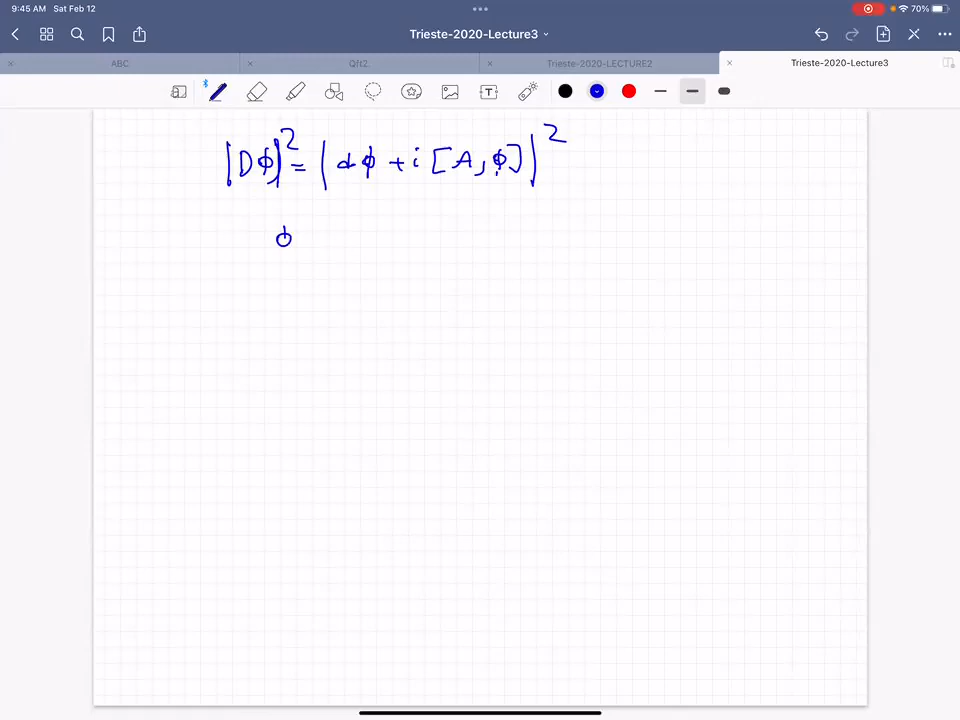 9:45 AM Sat Feb 12
70%
Trieste-2020-Lecture3
ABC
Qft2.
Trieste-2020-LECTURE2
Trieste-2020-Lecture3
|Dϕ|² = |dϕ + i[A, ϕ]|²
ϕ